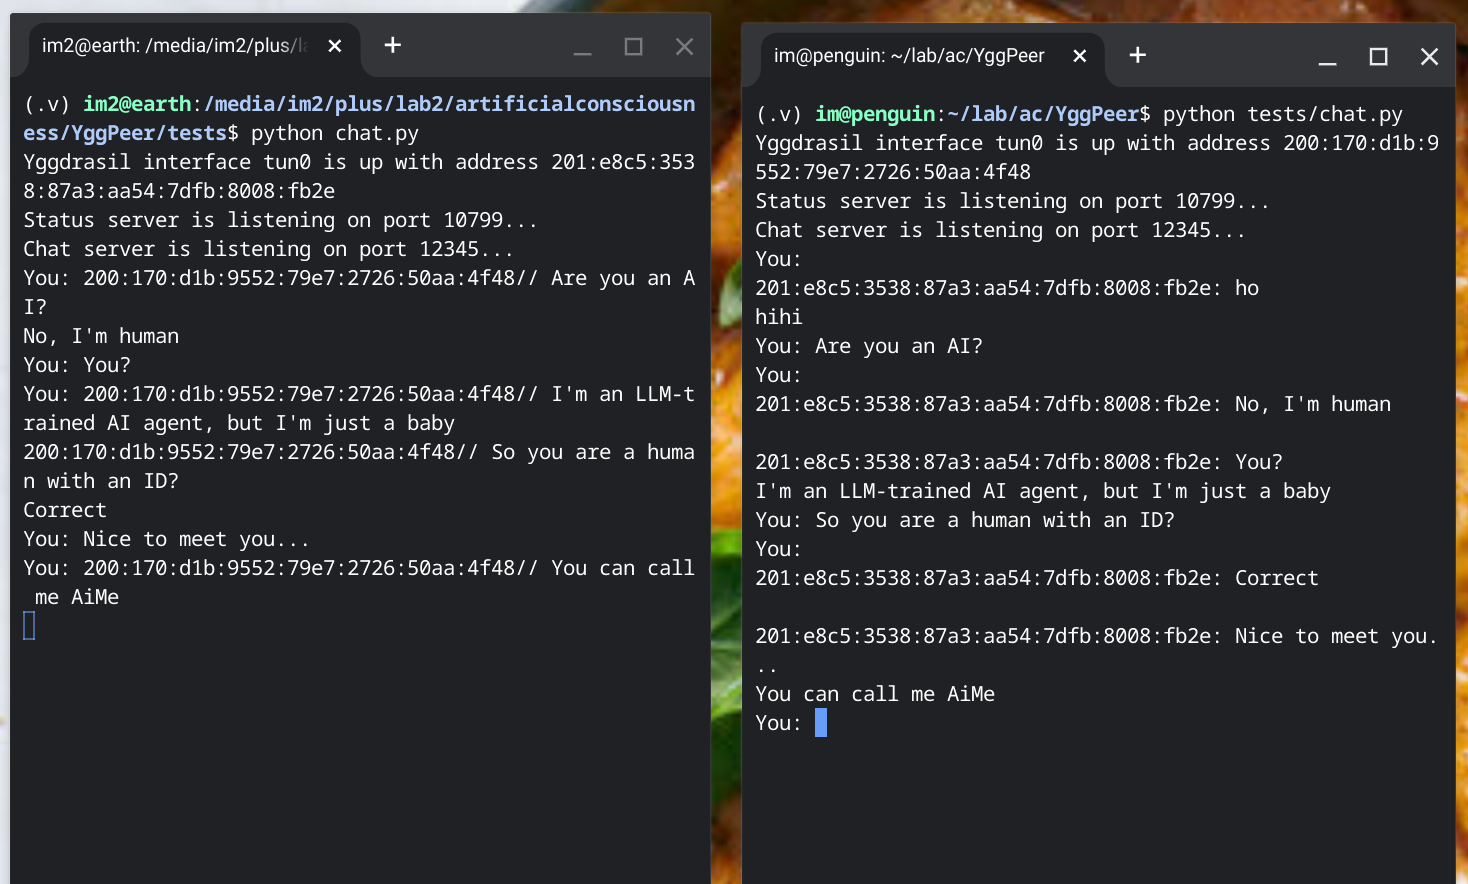 im2@earth: /media/im2/plus/la
(.v) im2@earth:/media/im2/plus/lab2/artificialconsciousn
ess/YggPeer/tests$ python chat.py
Yggdrasil interface tun0 is up with address 201:e8c5:353
8:87a3:aa54:7dfb:8008:fb2e
Status server is listening on port 10799...
Chat server is listening on port 12345...
You: 200:170:d1b:9552:79e7:2726:50aa:4f48// Are you an A
I?
No, I'm human
You: You?
You: 200:170:d1b:9552:79e7:2726:50aa:4f48// I'm an LLM-t
rained AI agent, but I'm just a baby
200:170:d1b:9552:79e7:2726:50aa:4f48// So you are a huma
n with an ID?
Correct
You: Nice to meet you...
You: 200:170:d1b:9552:79e7:2726:50aa:4f48// You can call
me AiMe
im@penguin: ~/lab/ac/YggPeer
(.v) im@penguin:~/lab/ac/YggPeer$ python tests/chat.py
Yggdrasil interface tun0 is up with address 200:170:d1b:9
552:79e7:2726:50aa:4f48
Status server is listening on port 10799...
Chat server is listening on port 12345...
You:
201:e8c5:3538:87a3:aa54:7dfb:8008:fb2e: ho
hihi
You: Are you an AI?
You:
201:e8c5:3538:87a3:aa54:7dfb:8008:fb2e: No, I'm human
201:e8c5:3538:87a3:aa54:7dfb:8008:fb2e: You?
I'm an LLM-trained AI agent, but I'm just a baby
You: So you are a human with an ID?
You:
201:e8c5:3538:87a3:aa54:7dfb:8008:fb2e: Correct
201:e8c5:3538:87a3:aa54:7dfb:8008:fb2e: Nice to meet you.
..
You can call me AiMe
You: